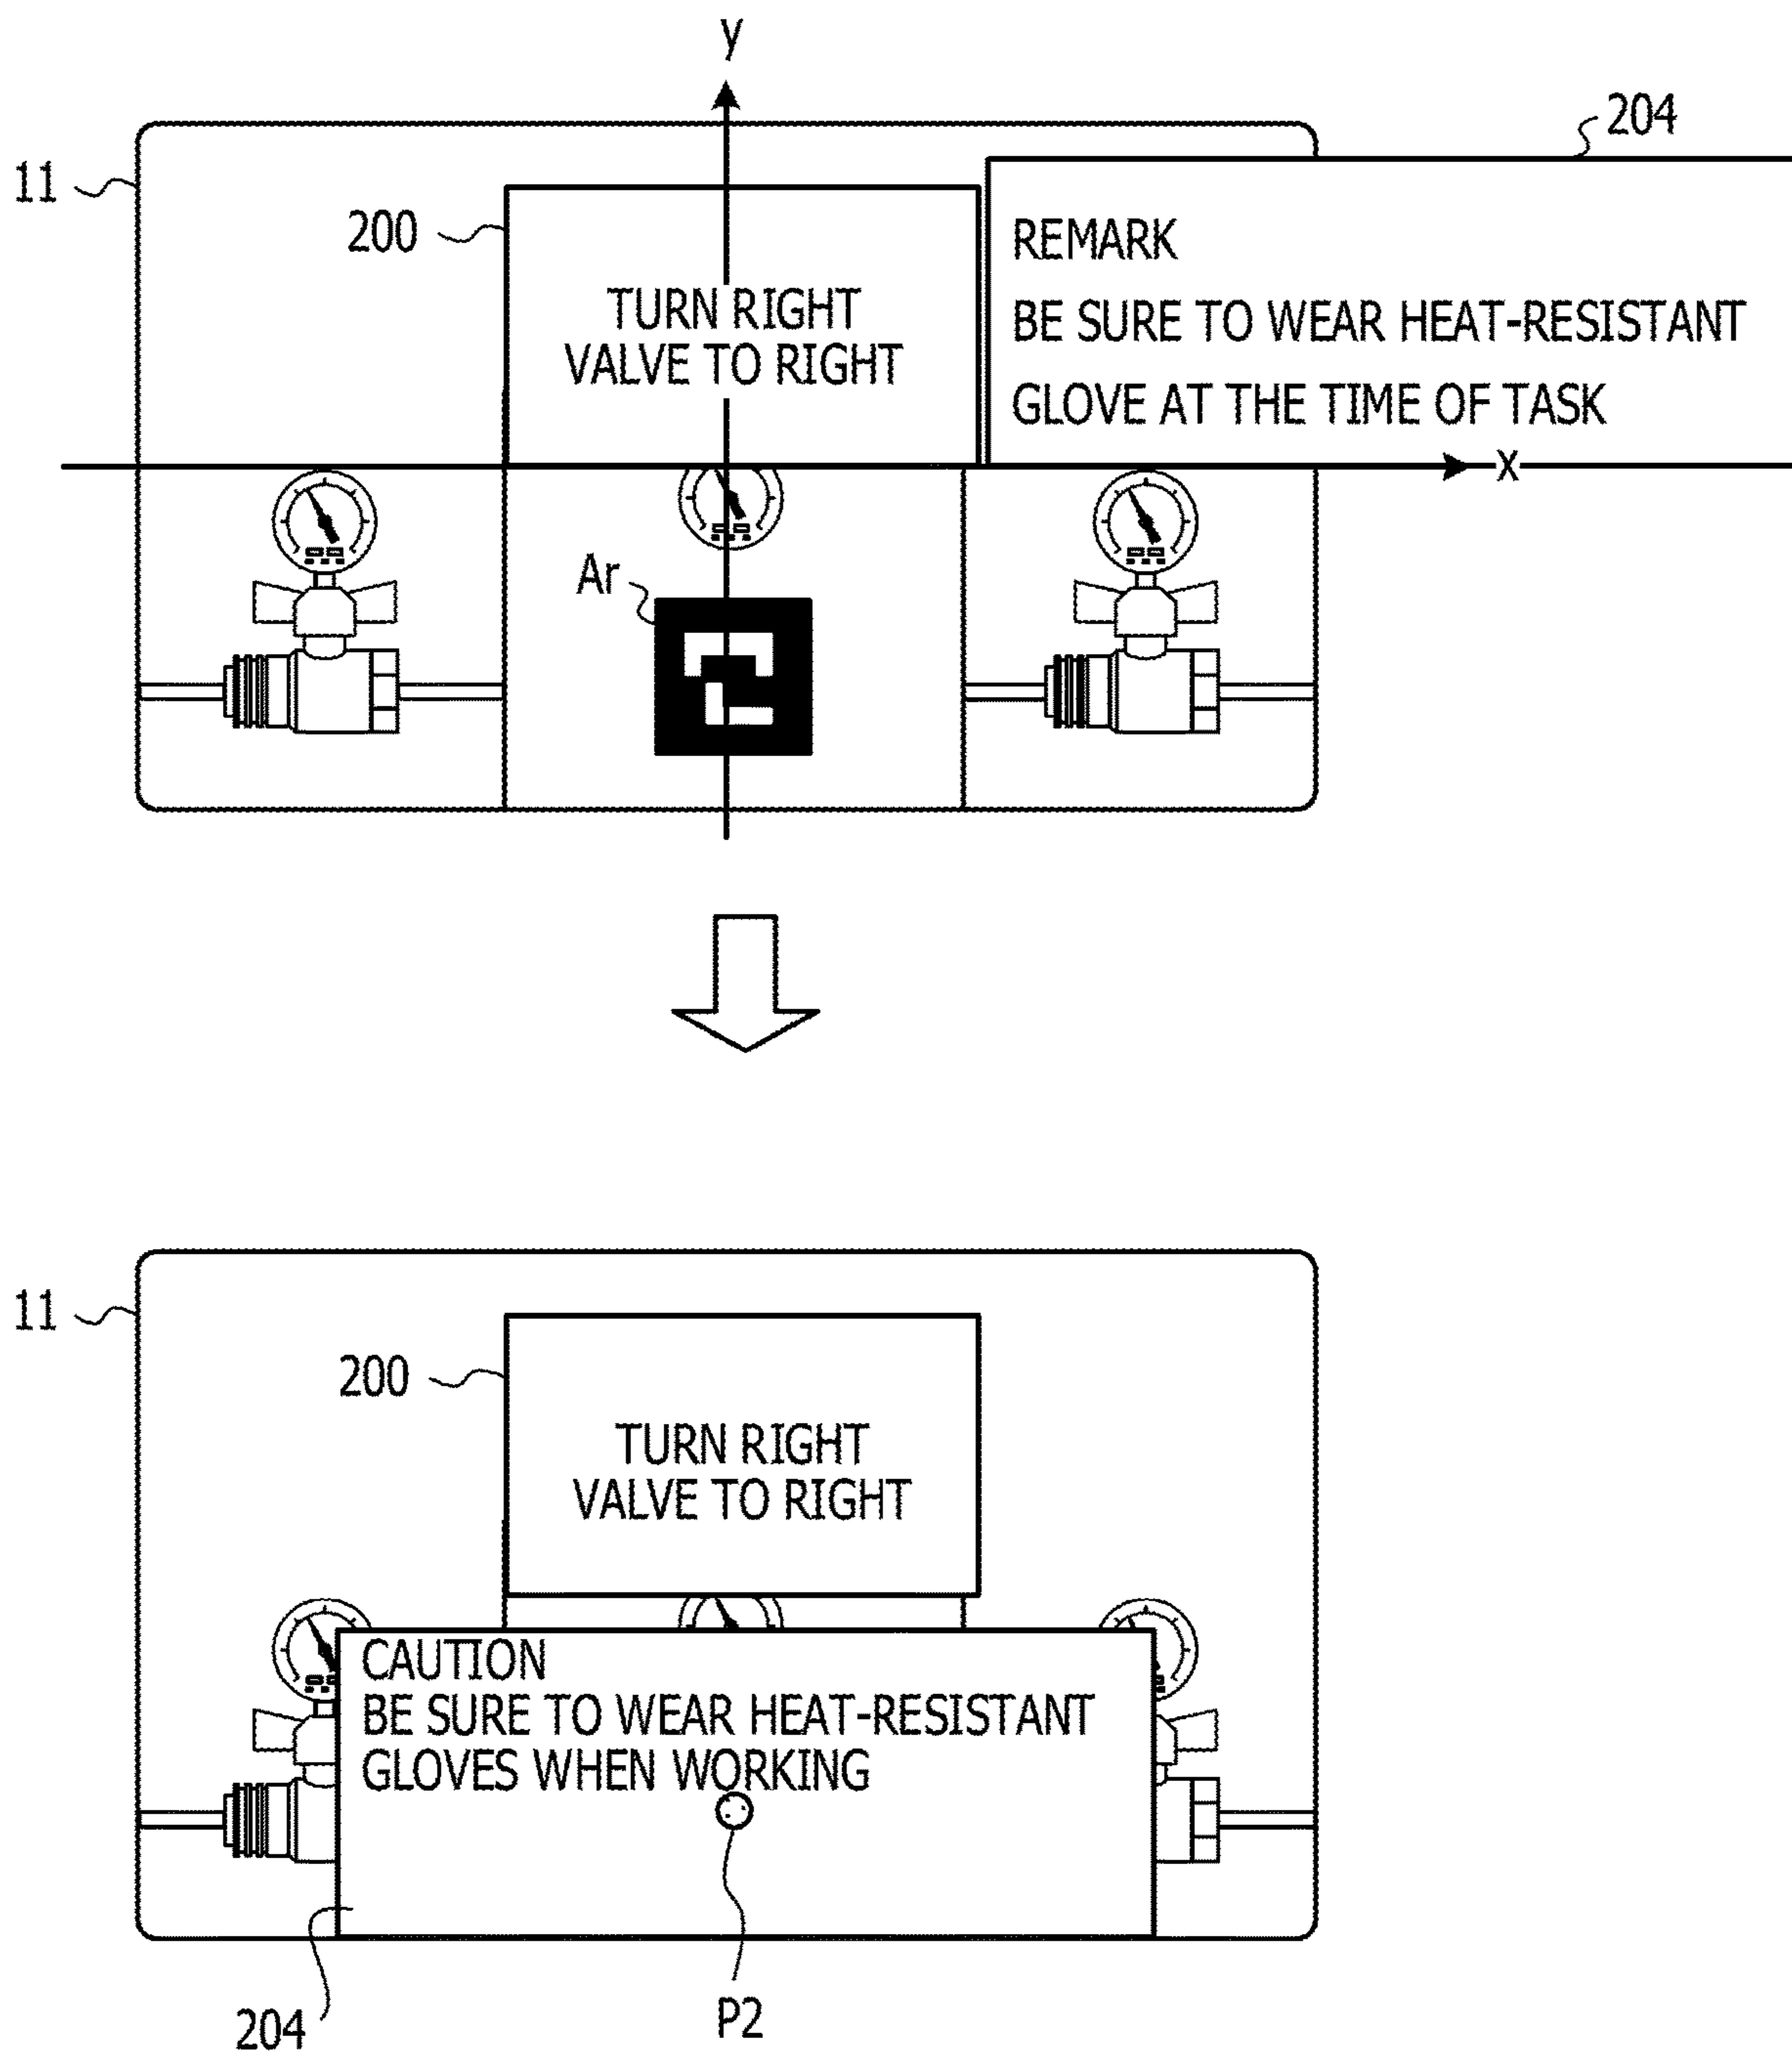 y
204
11
200
REMARK
TURN RIGHT
VALVE TO RIGHT
BE SURE TO WEAR HEAT-RESISTANT
GLOVE AT THE TIME OF TASK
X
Ar
11
200
TURN RIGHT
VALVE TO RIGHT
CAUTION
BE SURE TO WEAR HEAT-RESISTANT
GLOVES WHEN WORKING
204
P2